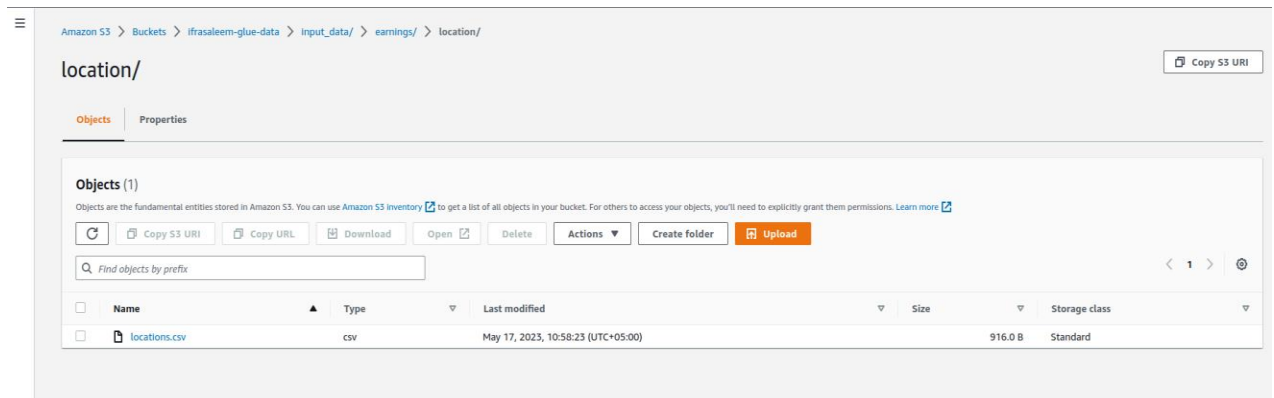 Amazon S3 > Buckets > ifrasaleem-glue-data > input_data/ > earnings/ > location/
location/
Copy S3 URI
Objects Properties
Objects (1)
Objects are the fundamental entities stored in Amazon S3. You can use Amazon S3 inventory to get a list of all objects in your bucket. For others to access your objects, you'll need to explicitly grant them permissions. Learn more
Copy S3 URI Copy URL Download Open Delete Actions Create folder Upload
Find objects by prefix
1
Name Type Last modified Size Storage class
locations.csv csv May 17, 2023, 10:58:23 (UTC+05:00) 916.0 B Standard